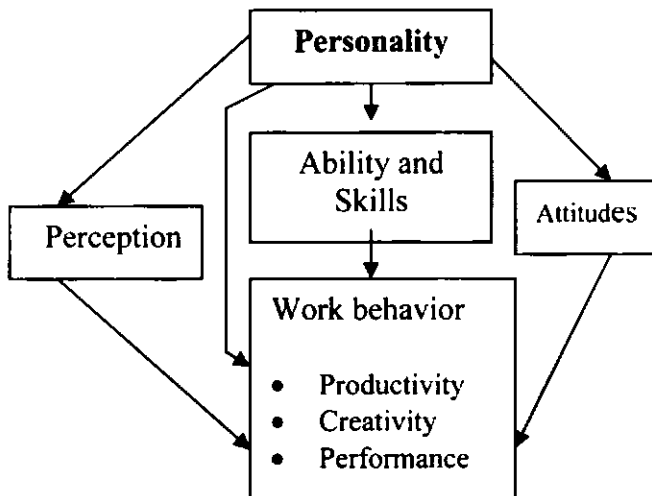 Personality
Ability and
Skills
Perception
Attitudes
Work behavior
• Productivity
• Creativity
• Performance